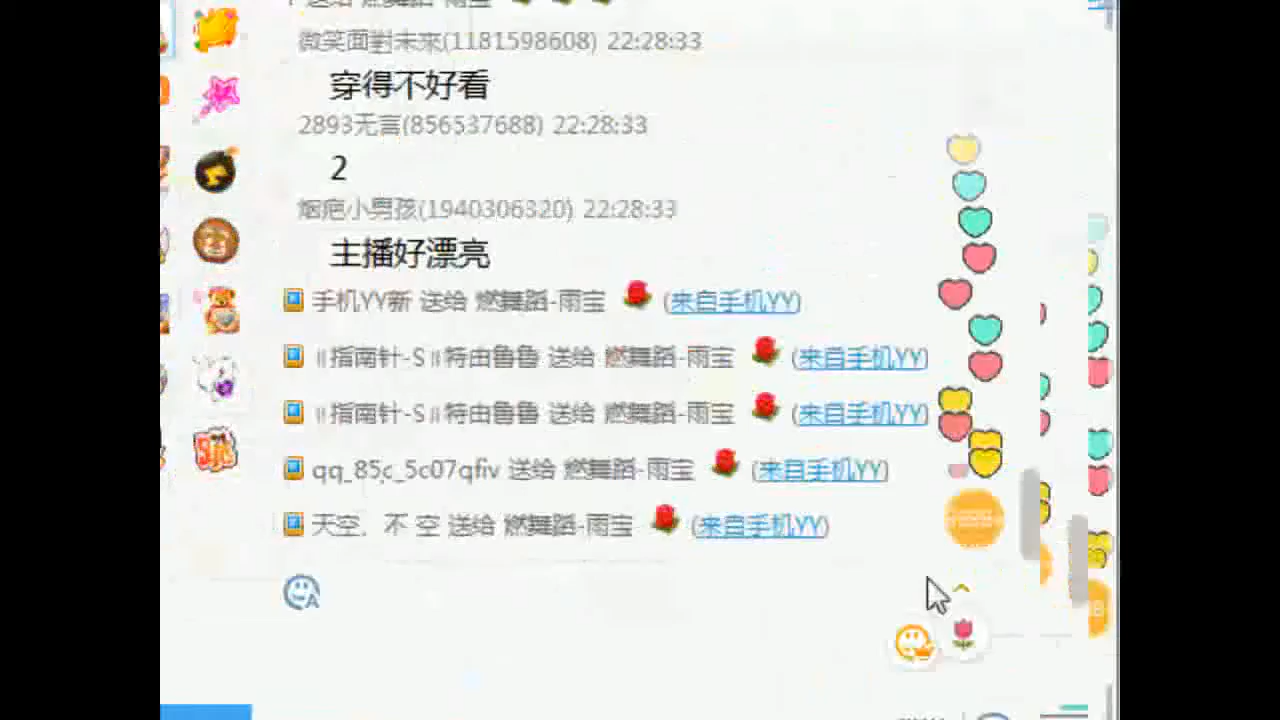 微笑面對未來(1181598608) 22:28:33
穿得不好看
2893无言(856537688) 22:28:33
2
烟疤小男孩(1940306320) 22:28:33
主播好漂亮
手机YY新 送给 燃舞蹈-雨宝 (来自手机YY)
॥指南针-S॥特由鲁鲁 送给 燃舞蹈-雨宝 (来自手机YY)
॥指南针-S॥特由鲁鲁 送给 燃舞蹈-雨宝 (来自手机YY)
qq_85c_5c07qfiv 送给 燃舞蹈-雨宝 (来自手机YY)
天空、不 空 送给 燃舞蹈-雨宝 (来自手机YY)